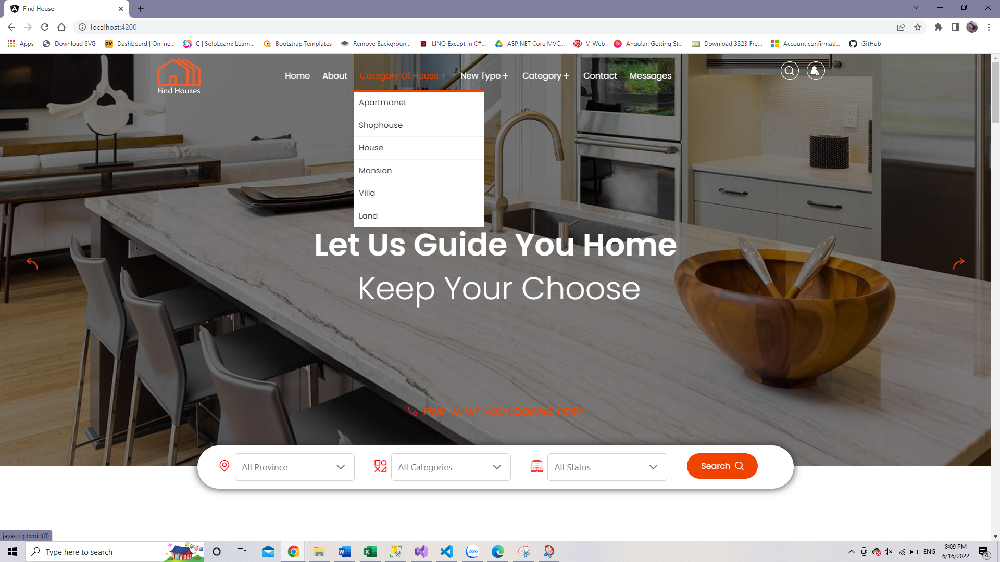 Find House
localhost:4200
Apps
Download SVG
Dashboard | Online...
C | SoloLearn: Learn...
Bootstrap Templates
Remove Backgroun...
LINQ Except in C#...
ASP.NET Core MVC...
V-Web
Angular: Getting St...
Download 3323 Fre...
Account confirmati...
GitHub
Find Houses
Home
About
Category Of House +
New Type +
Category +
Contact
Messages
Apartmanet
Shophouse
House
Mansion
Villa
Land
Let Us Guide You Home
Keep Your Choose
FIND WHAT YOU LOOKING FOR?
All Province
All Categories
All Status
Search
javascript:void(0)
Type here to search
Zalo
ENG
8:09 PM
6/16/2022
4